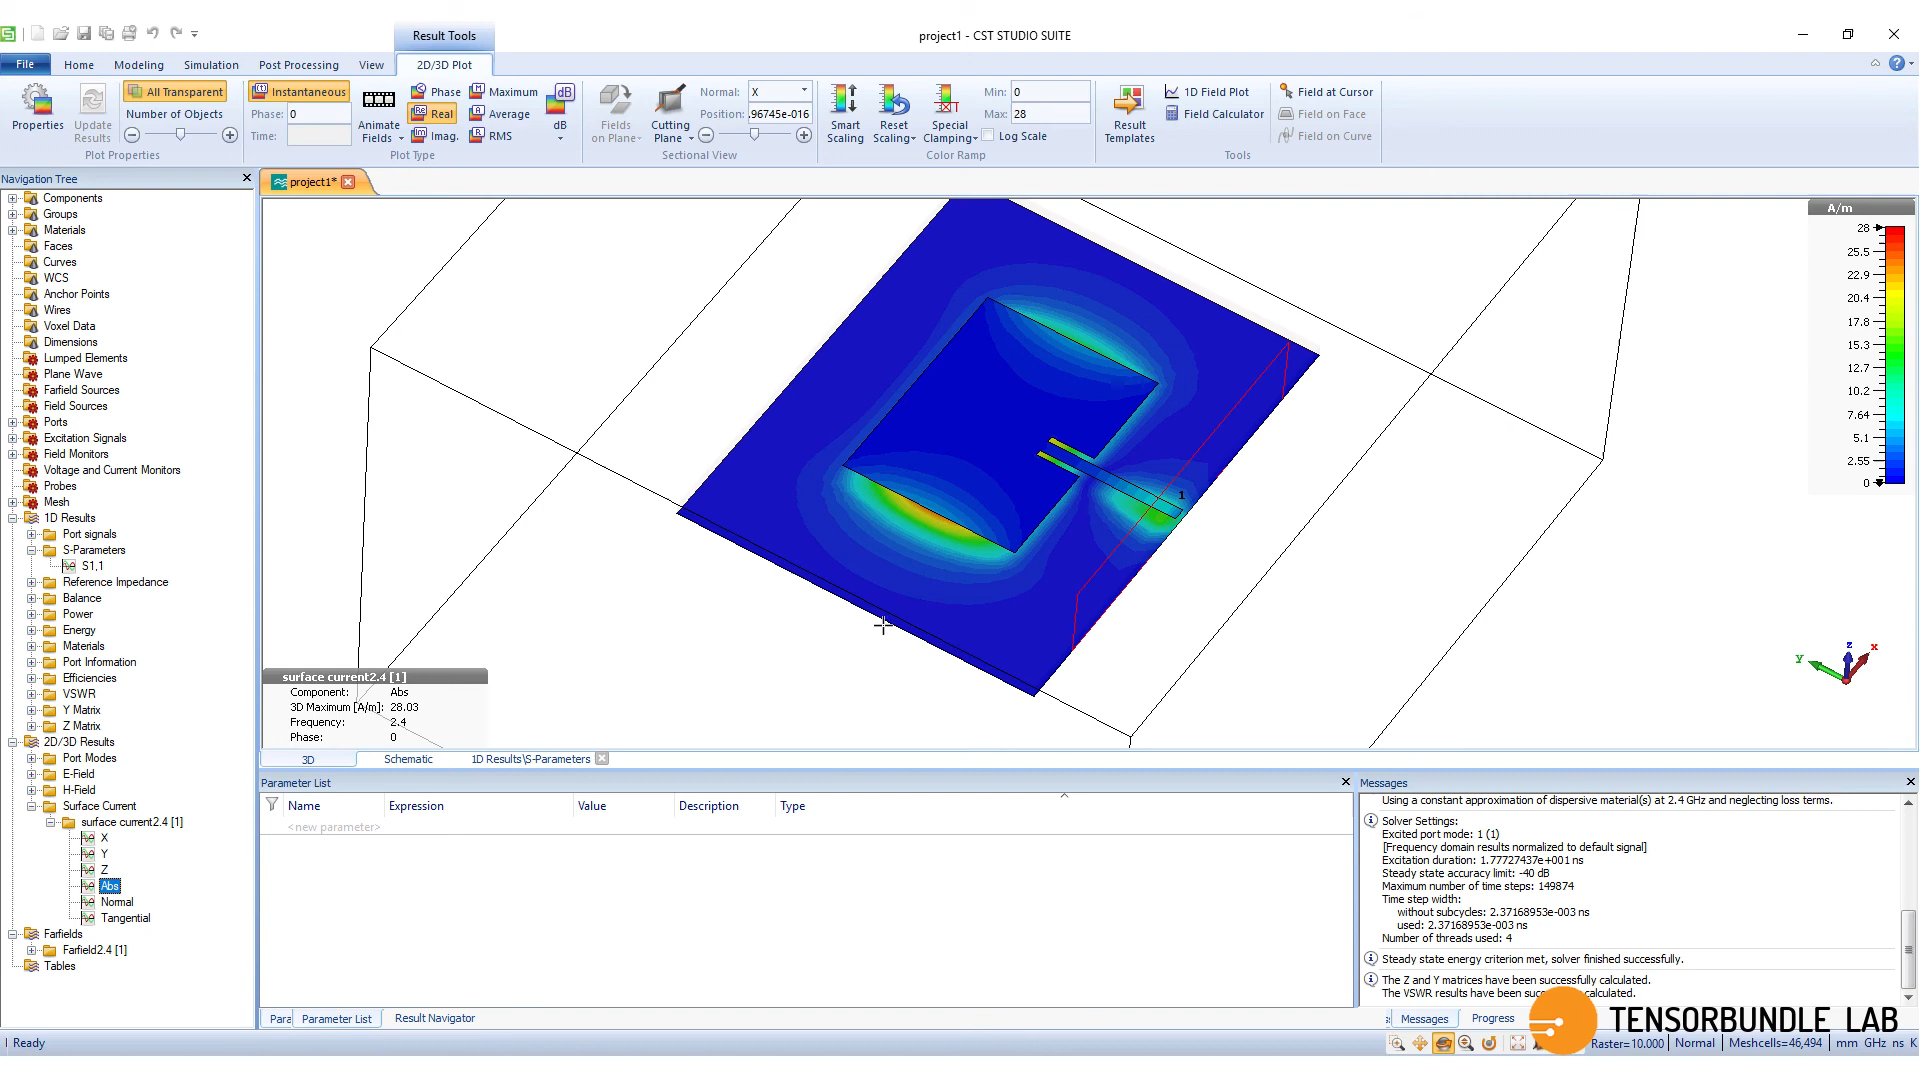 Result Tools
project1 - CST STUDIO SUITE
File Home Modeling Simulation Post Processing View 2D/3D Plot
Properties
Update Results
All Transparent
Number of Objects
Plot Properties
Instantaneous
Phase: 0
Time:
Animate Fields
Phase
Real
Imag.
Maximum
Average
RMS
dB
dB
Plot Type
Fields on Plane
Cutting Plane
Normal: X
Position: .96745e-016
Sectional View
Smart Scaling
Reset Scaling
Special Clamping
Min: 0
Max: 28
Log Scale
Color Ramp
Result Templates
1D Field Plot
Field Calculator
Field at Cursor
Field on Face
Field on Curve
Tools
Navigation Tree
Components
Groups
Materials
Faces
Curves
WCS
Anchor Points
Wires
Voxel Data
Dimensions
Lumped Elements
Plane Wave
Farfield Sources
Field Sources
Ports
Excitation Signals
Field Monitors
Voltage and Current Monitors
Probes
Mesh
1D Results
Port signals
S-Parameters
S1,1
Reference Impedance
Balance
Power
Energy
Materials
Port Information
Efficiencies
VSWR
Y Matrix
Z Matrix
2D/3D Results
Port Modes
E-Field
H-Field
Surface Current
surface current2.4 [1]
X
Y
Z
Abs
Normal
Tangential
Farfields
Farfield2.4 [1]
Tables
project1*
1
A/m
28
25.5
22.9
20.4
17.8
15.3
12.7
10.2
7.64
5.1
2.55
0
z
x
y
surface current2.4 [1]
Component: Abs
3D Maximum [A/m]: 28.03
Frequency: 2.4
Phase: 0
3D Schematic 1D Results\S-Parameters
Parameter List
Name Expression Value Description Type
<new parameter>
Para Parameter List Result Navigator
Messages
Using a constant approximation of dispersive material(s) at 2.4 GHz and neglecting loss terms.
Solver Settings:
Excited port mode: 1 (1)
[Frequency domain results normalized to default signal]
Excitation duration: 1.77727437e+001 ns
Steady state accuracy limit: -40 dB
Maximum number of time steps: 149874
Time step width:
without subcycles: 2.37168953e-003 ns
used: 2.37168953e-003 ns
Number of threads used: 4
Steady state energy criterion met, solver finished successfully.
The Z and Y matrices have been successfully calculated.
The VSWR results have been suc calculated.
Messages Progress
TENSORBUNDLE LAB
Ready
Raster=10.000 Normal Meshcells=46,494 mm GHz ns K